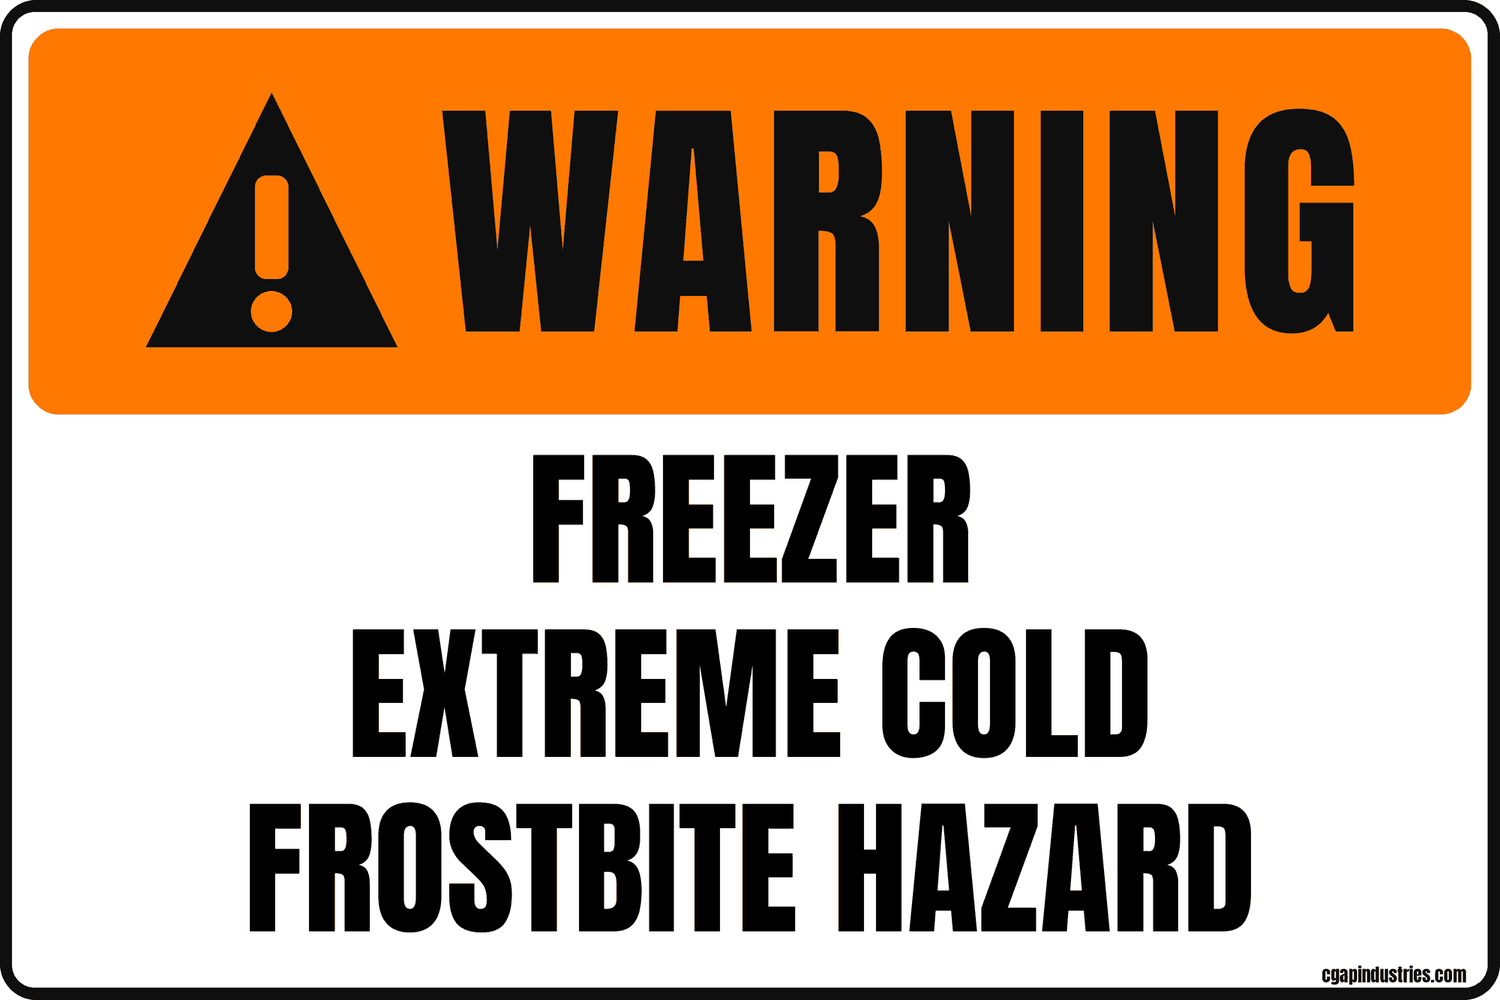 WARNING
FREEZER
EXTREME COLD
FROSTBITE HAZARD
cgapindustries.com